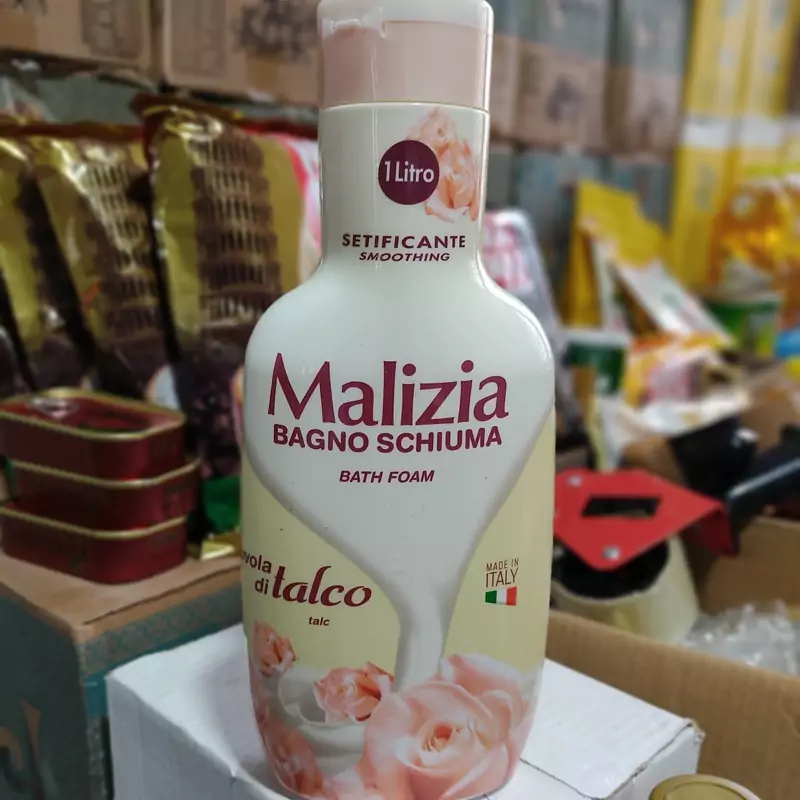 1 Litro
SETIFICANTE
SMOOTHING
Malizia
BAGNO SCHIUMA
BATH FOAM
di talco
talc
MADE IN
ITALY